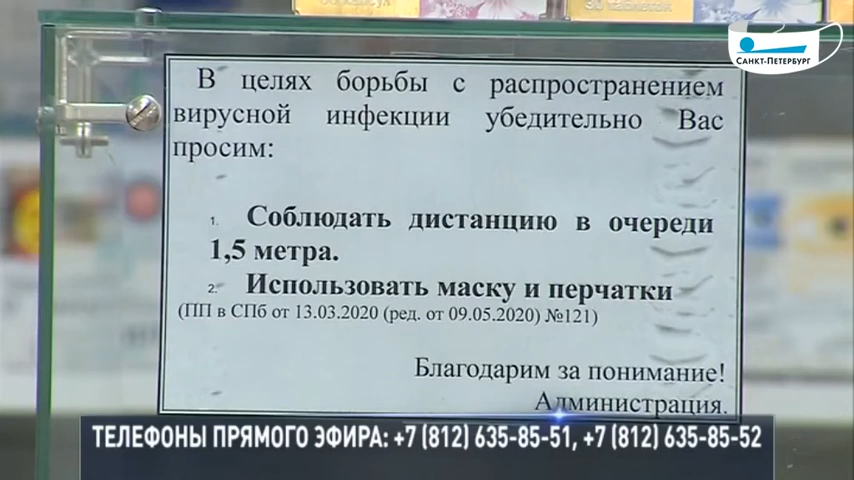 30 таблеток
САНКТ-ПЕТЕРБУРГ
В целях борьбы с распространением
вирусной инфекции убедительно Вас
просим:
1. Соблюдать дистанцию в очереди
1,5 метра.
2. Использовать маску и перчатки
(ПП в СПб от 13.03.2020 (ред. от 09.05.2020) №121)
Благодарим за понимание!
Администрация.
ТЕЛЕФОНЫ ПРЯМОГО ЭФИРА: +7 (812) 635-85-51, +7 (812) 635-85-52